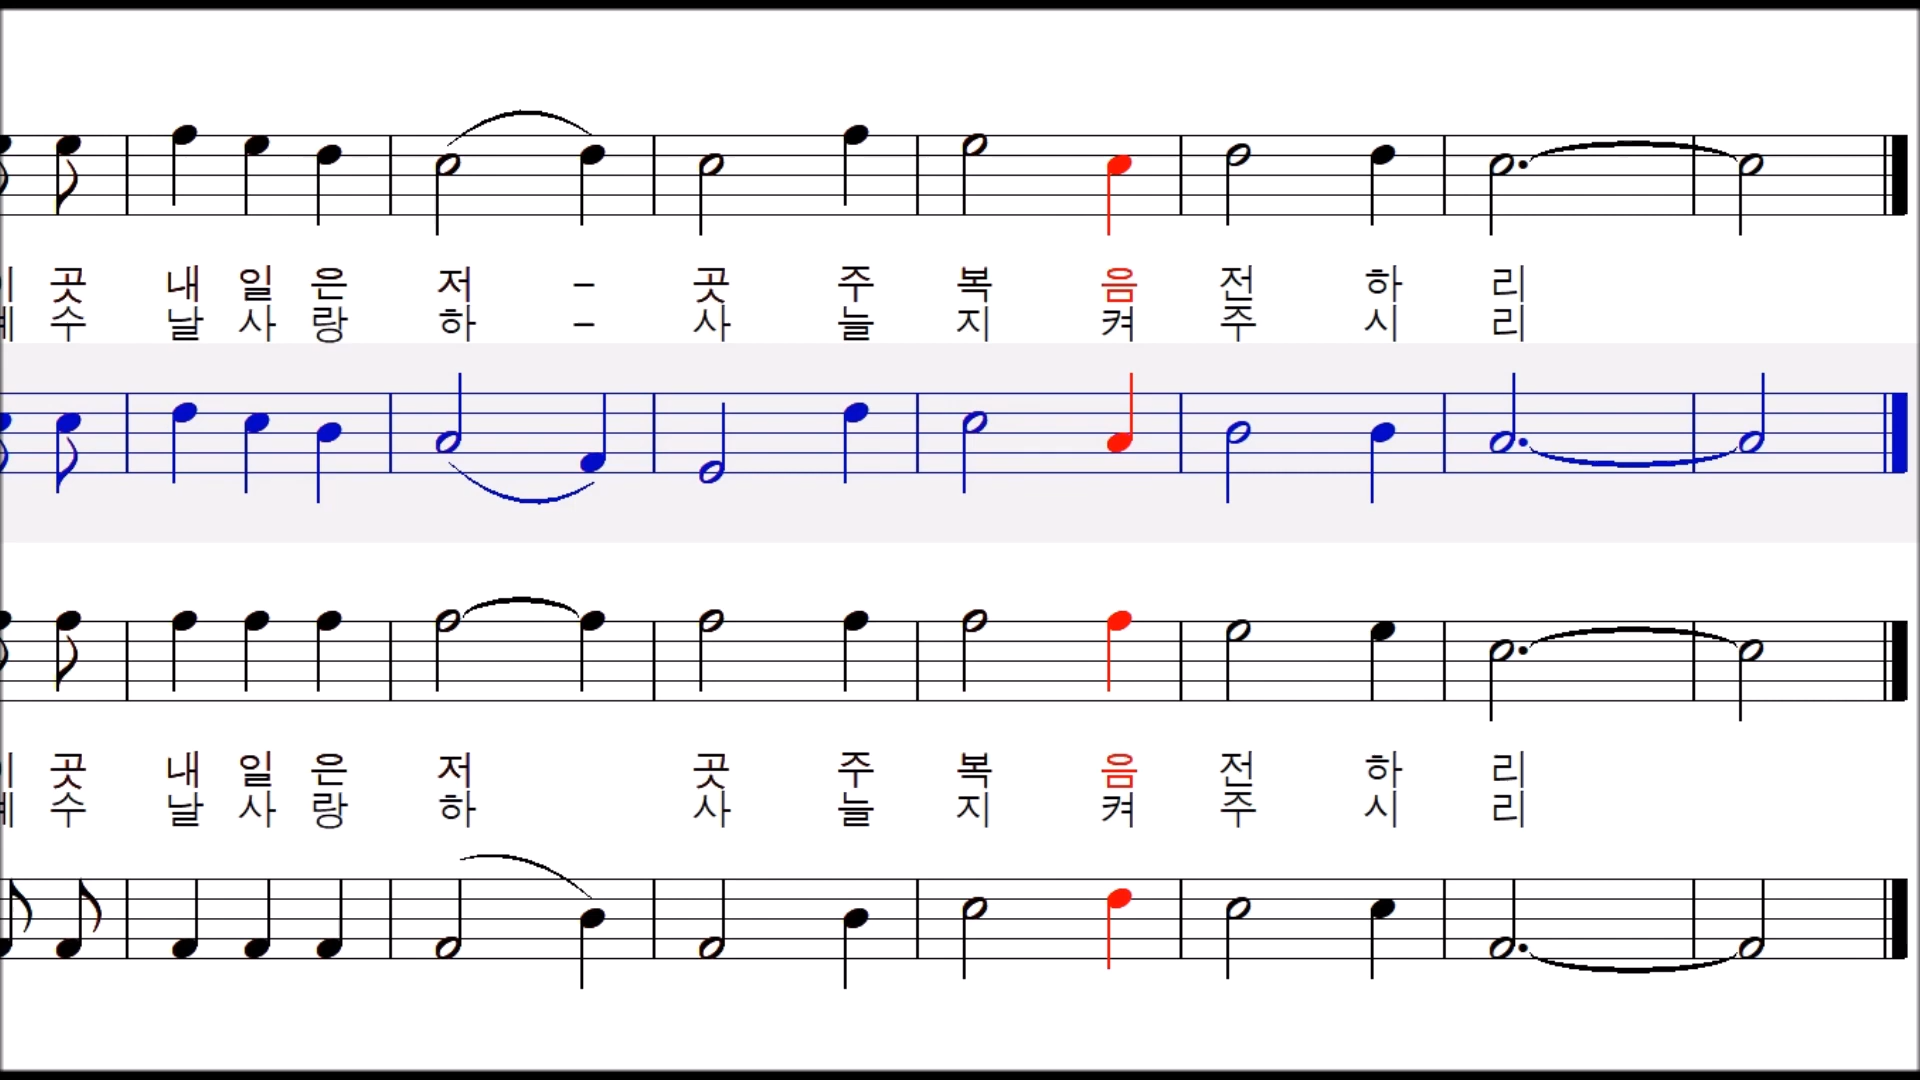 곳 내 일 은 저 – 곳 주 복 음 전 하 리
수 날 사 랑 하 – 사 늘 지 켜 주 시 리
곳 내 일 은 저 곳 주 복 음 전 하 리
수 날 사 랑 하 사 늘 지 켜 주 시 리